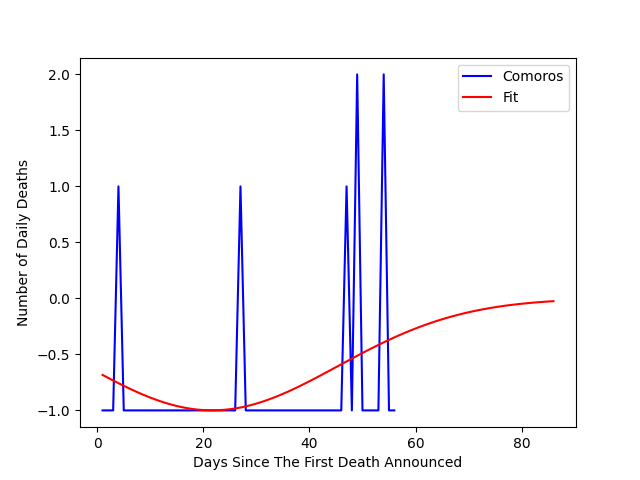 Comoros
Fit
2.0
1.5
1.0
0.5
0.0
−0.5
−1.0
Number of Daily Deaths
0 20 40 60 80
Days Since The First Death Announced